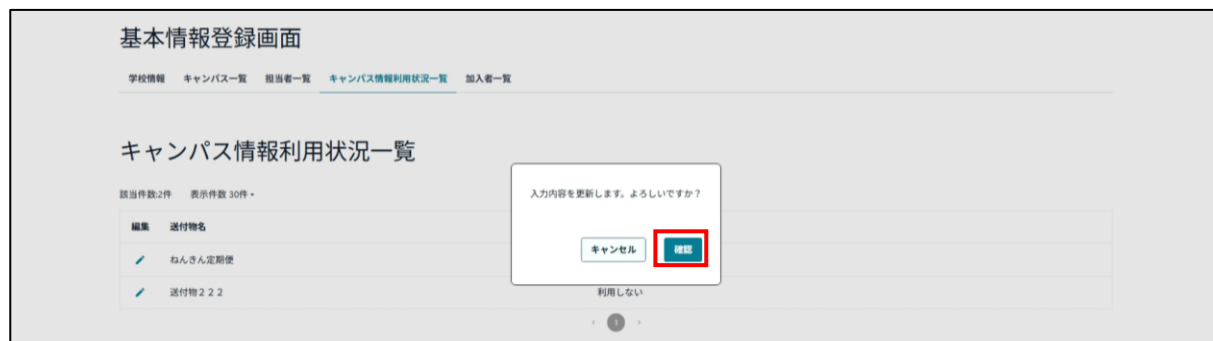 基本情報登録画面
学校情報 キャンパス一覧 担当者一覧 キャンパス情報利用状況一覧 加入者一覧
キャンパス情報利用状況一覧
該当件数:2件 表示件数 30件
編集 送付物名
ねんきん定期便
送付物222 利用しない
入力内容を更新します。よろしいですか？
キャンセル 確認
1